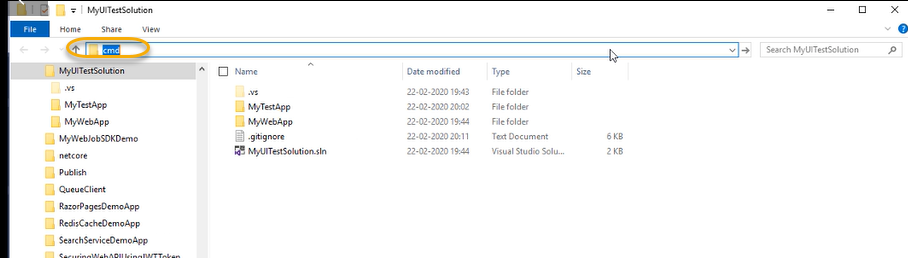 MyUITestSolution
File Home Share View
cmd
Search MyUITestSolution
MyUITestSolution
.vs
MyTestApp
MyWebApp
MyWebJobSDKDemo
netcore
Publish
QueueClient
RazorPagesDemoApp
RedisCacheDemoApp
SearchServiceDemoApp
SecuringWebAPIUsingJWTToken
Name Date modified Type Size
.vs 22-02-2020 19:43 File folder
MyTestApp 22-02-2020 20:02 File folder
MyWebApp 22-02-2020 19:44 File folder
.gitignore 22-02-2020 20:11 Text Document 6 KB
MyUITestSolution.sln 22-02-2020 19:44 Visual Studio Solu... 2 KB